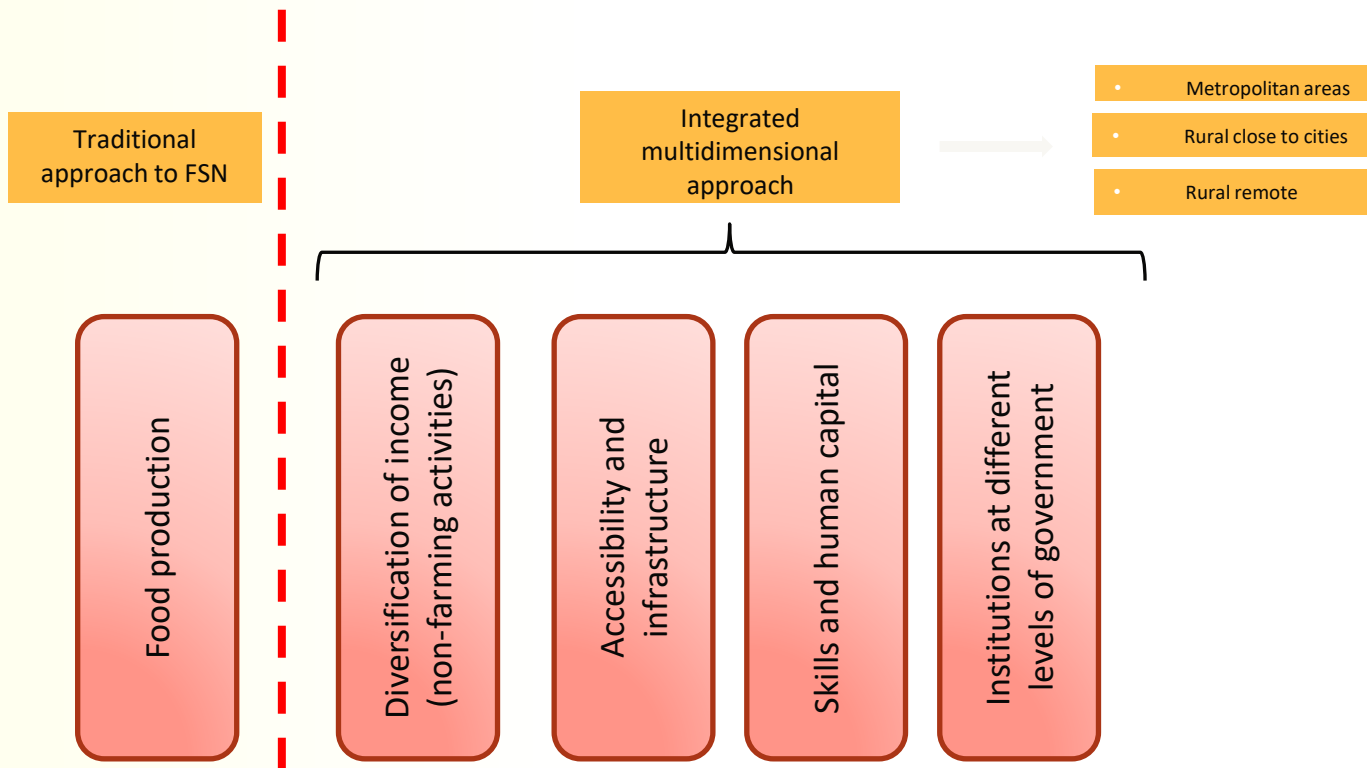 Traditional
approach to FSN
Integrated
multidimensional
approach
• Metropolitan areas
• Rural close to cities
• Rural remote
Food production
Diversification of income
(non-farming activities)
Accessibility and
infrastructure
Skills and human capital
Institutions at different
levels of government